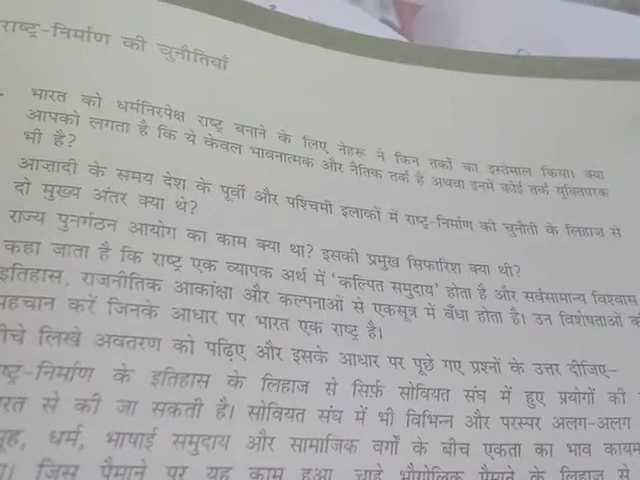 राष्ट्र-निर्माण की चुनौतियाँ
भारत को धर्मनिरपेक्ष राष्ट्र बनाने के लिए नेहरू ने किन तर्कों का इस्तेमाल किया। क्या
आपको लगता है कि ये केवल भावनात्मक और नैतिक तर्क हैं अथवा इनमें कोई तर्क युक्तिपरक
भी है?
आज़ादी के समय देश के पूर्वी और पश्चिमी इलाकों में राष्ट्र-निर्माण की चुनौती के लिहाज से
दो मुख्य अंतर क्या थे?
राज्य पुनर्गठन आयोग का काम क्या था? इसकी प्रमुख सिफारिश क्या थी?
कहा जाता है कि राष्ट्र एक व्यापक अर्थ में 'कल्पित समुदाय' होता है और सर्वसामान्य विश्वास,
इतिहास, राजनीतिक आकांक्षा और कल्पनाओं से एकसूत्र में बँधा होता है। उन विशेषताओं की
पहचान करें जिनके आधार पर भारत एक राष्ट्र है।
नीचे लिखे अवतरण को पढ़िए और इसके आधार पर पूछे गए प्रश्नों के उत्तर दीजिए-
ष्ट्र-निर्माण के इतिहास के लिहाज से सिर्फ़ सोवियत संघ में हुए प्रयोगों की
रत से की जा सकती है। सोवियत संघ में भी विभिन्न और परस्पर अलग-अलग
मूह, धर्म, भाषाई समुदाय और सामाजिक वर्गों के बीच एकता का भाव कायम
जिस पैमाने पर यह काम हुआ, चाहे भौगोलिक पैमाने के लिहाज से